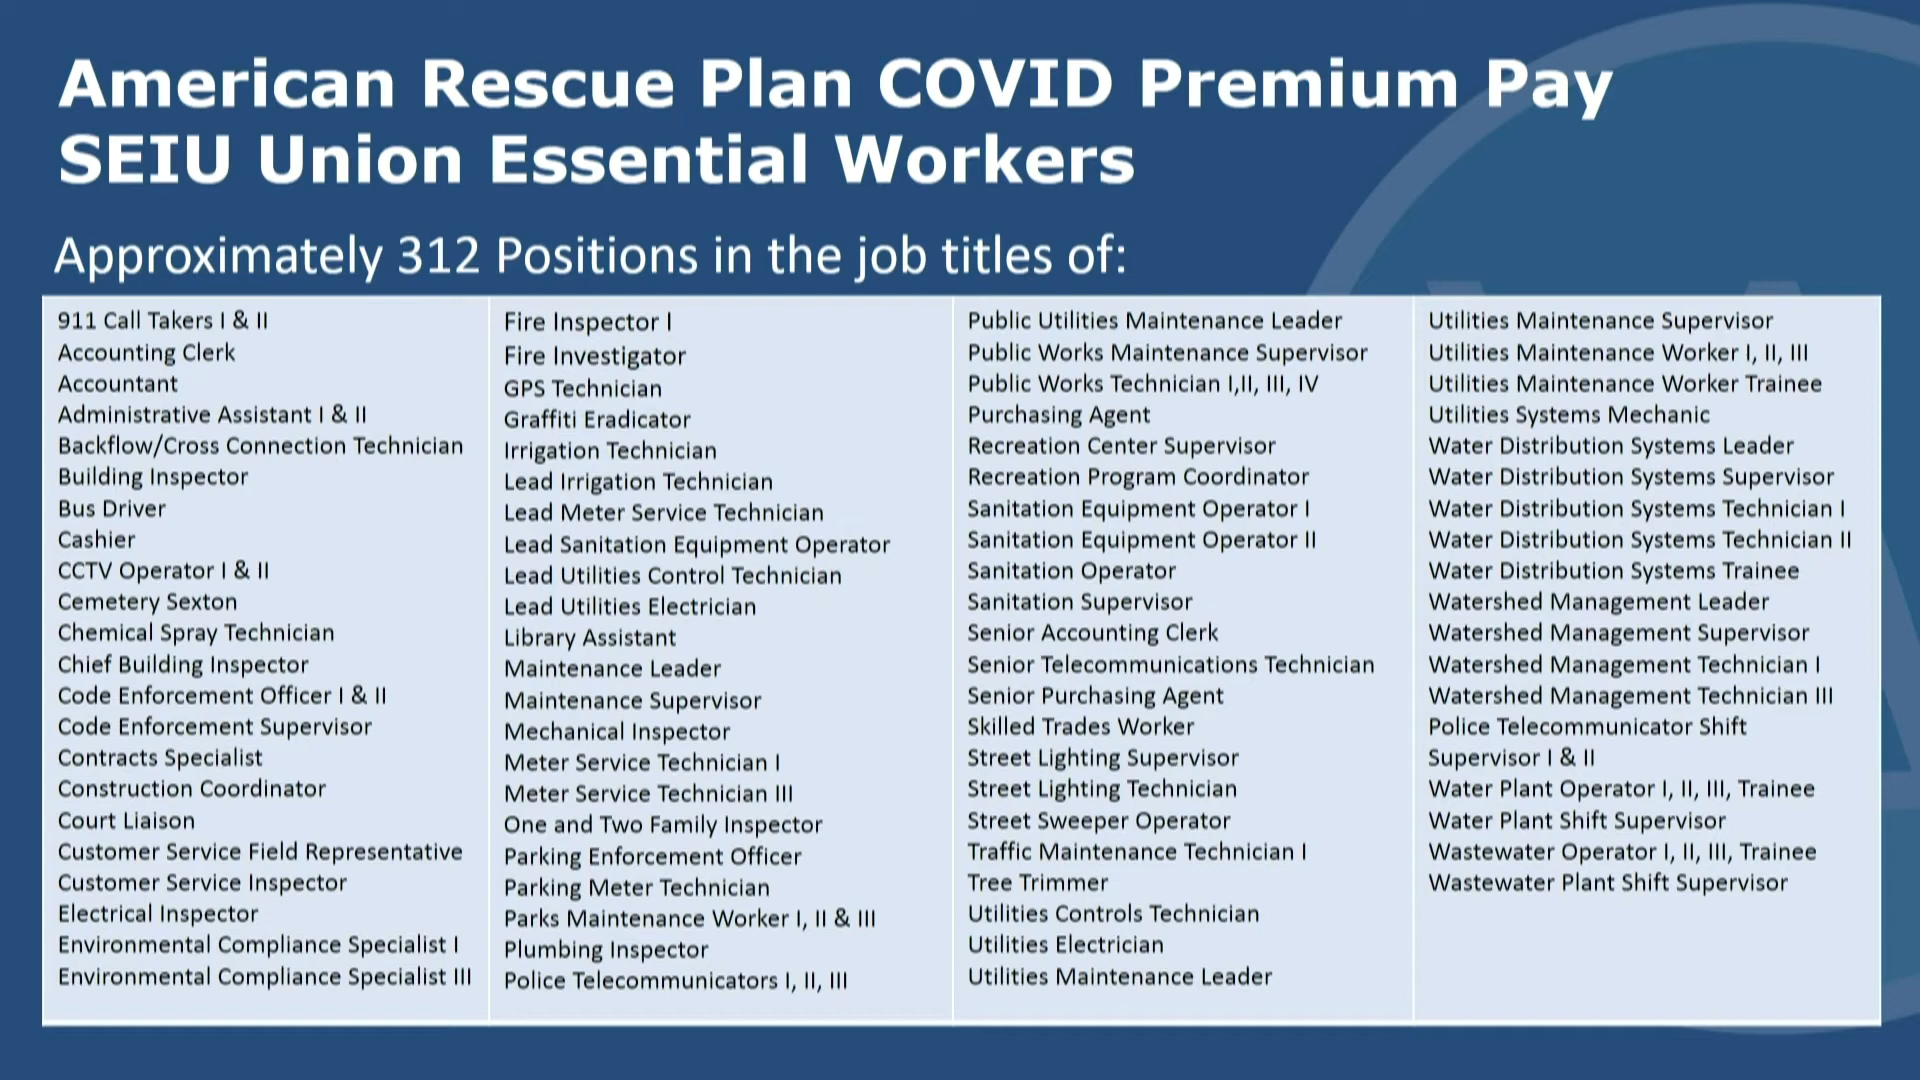 American Rescue Plan COVID Premium Pay
SEIU Union Essential Workers
Approximately 312 Positions in the job titles of:
911 Call Takers I & II
Accounting Clerk
Accountant
Administrative Assistant I & II
Backflow/Cross Connection Technician
Building Inspector
Bus Driver
Cashier
CCTV Operator I & II
Cemetery Sexton
Chemical Spray Technician
Chief Building Inspector
Code Enforcement Officer I & II
Code Enforcement Supervisor
Contracts Specialist
Construction Coordinator
Court Liaison
Customer Service Field Representative
Customer Service Inspector
Electrical Inspector
Environmental Compliance Specialist I
Environmental Compliance Specialist III
Fire Inspector I
Fire Investigator
GPS Technician
Graffiti Eradicator
Irrigation Technician
Lead Irrigation Technician
Lead Meter Service Technician
Lead Sanitation Equipment Operator
Lead Utilities Control Technician
Lead Utilities Electrician
Library Assistant
Maintenance Leader
Maintenance Supervisor
Mechanical Inspector
Meter Service Technician I
Meter Service Technician III
One and Two Family Inspector
Parking Enforcement Officer
Parking Meter Technician
Parks Maintenance Worker I, II & III
Plumbing Inspector
Police Telecommunicators I, II, III
Public Utilities Maintenance Leader
Public Works Maintenance Supervisor
Public Works Technician I,II, III, IV
Purchasing Agent
Recreation Center Supervisor
Recreation Program Coordinator
Sanitation Equipment Operator I
Sanitation Equipment Operator II
Sanitation Operator
Sanitation Supervisor
Senior Accounting Clerk
Senior Telecommunications Technician
Senior Purchasing Agent
Skilled Trades Worker
Street Lighting Supervisor
Street Lighting Technician
Street Sweeper Operator
Traffic Maintenance Technician I
Tree Trimmer
Utilities Controls Technician
Utilities Electrician
Utilities Maintenance Leader
Utilities Maintenance Supervisor
Utilities Maintenance Worker I, II, III
Utilities Maintenance Worker Trainee
Utilities Systems Mechanic
Water Distribution Systems Leader
Water Distribution Systems Supervisor
Water Distribution Systems Technician I
Water Distribution Systems Technician II
Water Distribution Systems Trainee
Watershed Management Leader
Watershed Management Supervisor
Watershed Management Technician I
Watershed Management Technician III
Police Telecommunicator Shift
Supervisor I & II
Water Plant Operator I, II, III, Trainee
Water Plant Shift Supervisor
Wastewater Operator I, II, III, Trainee
Wastewater Plant Shift Supervisor